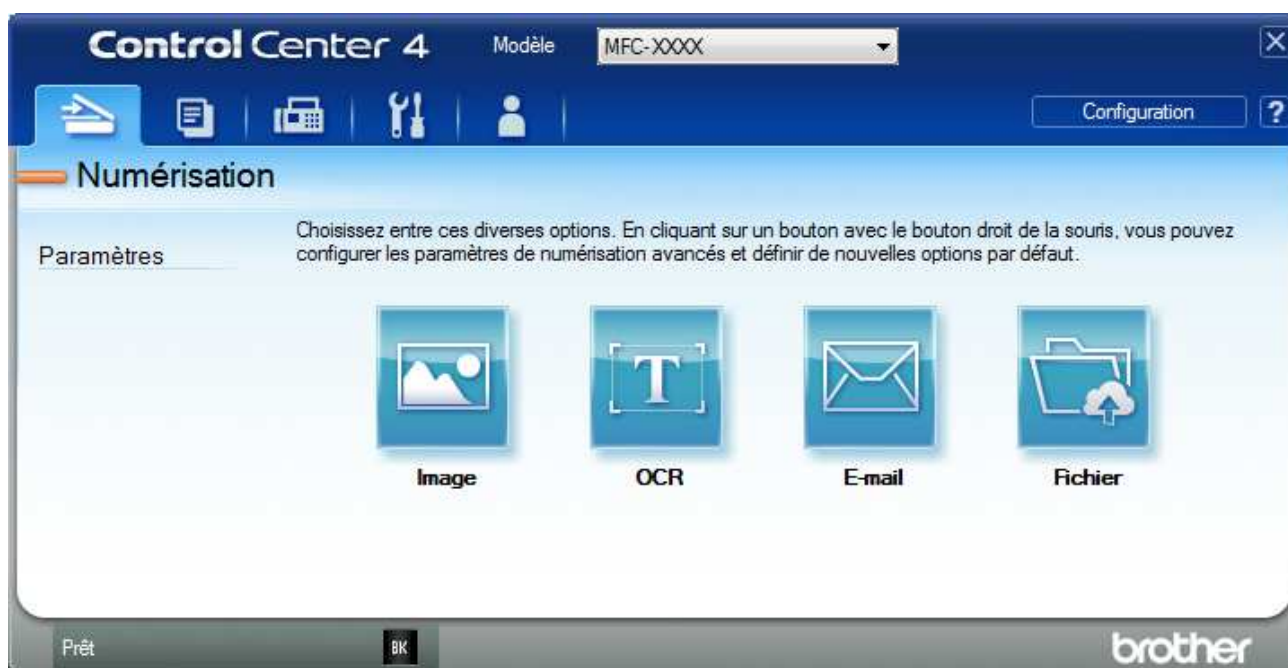 Control Center 4 Modèle MFC-XXXX
Configuration ?
Numérisation
Choisissez entre ces diverses options. En cliquant sur un bouton avec le bouton droit de la souris, vous pouvez
configurer les paramètres de numérisation avancés et définir de nouvelles options par défaut.
Paramètres
T
Image OCR E-mail Fichier
Prêt BK brother